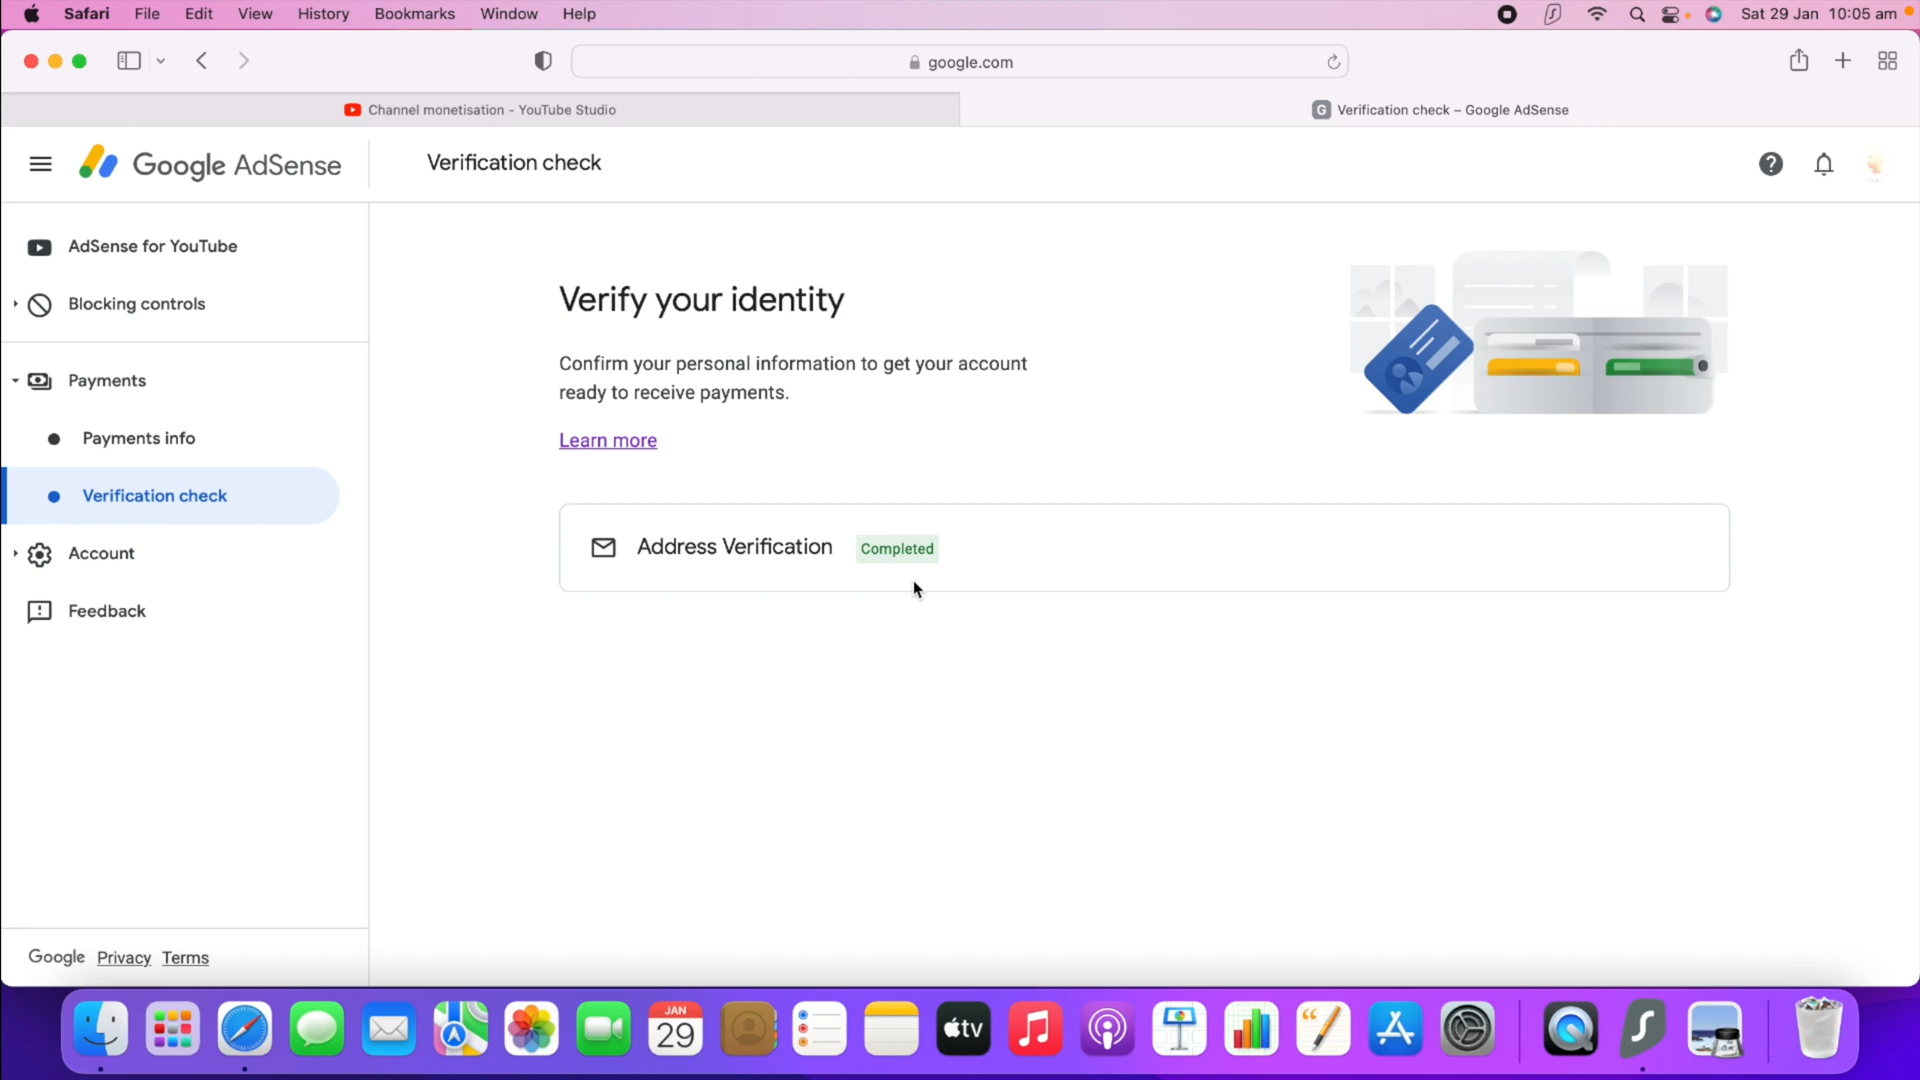 Safari File Edit View History Bookmarks Window Help
Sat 29 Jan 10:05 am
google.com
Channel monetisation - YouTube Studio
G Verification check – Google AdSense
Google AdSense
Verification check
AdSense for YouTube
Blocking controls
Payments
Payments info
Verification check
Account
Feedback
Verify your identity
Confirm your personal information to get your account
ready to receive payments.
Learn more
Address Verification Completed
Google Privacy Terms
JAN
29
tv